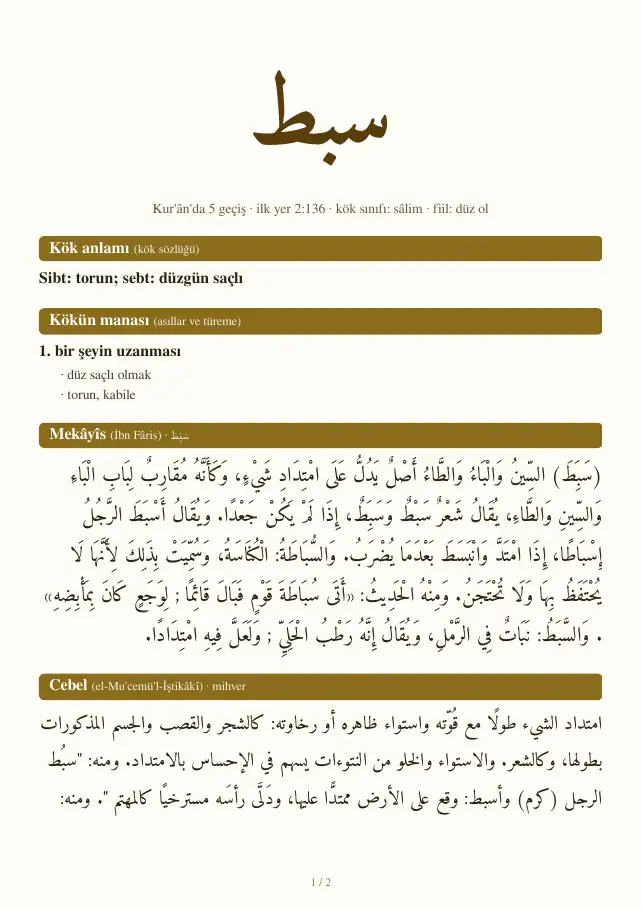 سبط
Kur'ân'da 5 geçiş · ilk yer 2:136 · kök sınıfı: sâlim · fiil: düz ol
Kök anlamı (kök sözlüğü)
Sibt: torun; sebt: düzgün saçlı
Kökün manası (asıllar ve türeme)
1. bir şeyin uzanması
· düz saçlı olmak
· torun, kabile
Mekâyîs (İbn Fâris) · سَبَطَ
(سَبَطَ) السِّينُ وَالْبَاءُ وَالطَّاءُ أَصْلٌ يَدُلُّ عَلَى امْتِدَادِ شَيْءٍ، وَكَأَنَّهُ مُقَارِبٌ لِبَابِ الْبَاءِ
وَالسِّينِ وَالطَّاءِ، يُقَالُ شَعْرٌ سَبْطٌ وَسَبَطٌ، إِذَا لَمْ يَكُنْ جَعْدًا. وَيُقَالُ أَسْبَطَ الرَّجُلُ
إِسْبَاطًا، إِذَا امْتَدَّ وَانْبَسَطَ بَعْدَمَا يُضْرَبُ. وَالسُّبَاطَةُ: الْكُنَاسَةُ، وَسُمِّيَتْ بِذَلِكَ لِأَنَّهَا لَا
يُحْتَفَظُ بِهَا وَلَا تُحْتَجَنُ. وَمِنْهُ الْحَدِيثُ: «أَتَى سُبَاطَةَ قَوْمٍ فَبَالَ قَائِمًا ; لِوَجَعٍ كَانَ بِمَأْبِضِهِ»
. وَالسَّبَطُ: نَبَاتٌ فِي الرَّمْلِ، وَيُقَالُ إِنَّهُ رَطْبُ الْحَلِيِّ ; وَلَعَلَّ فِيهِ امْتِدَادًا.
Cebel (el-Mu'cemü'l-İştikâkî) · mihver
امتداد الشيء طولًا مع قُوّته واستواء ظاهره أو رخاوته: كالشجر والقصب والجسم المذكورات
بطولها، وكالشعر. والاستواء والخلو من النتوءات يسهم في الإحساس بالامتداد. ومنه: "سبُط
الرجل (كرم) وأسبط: وقع على الأرض ممتدًّا عليها، ودَلَّى رأسَه مسترخيًا كالمهتم". ومنه:
1 / 2